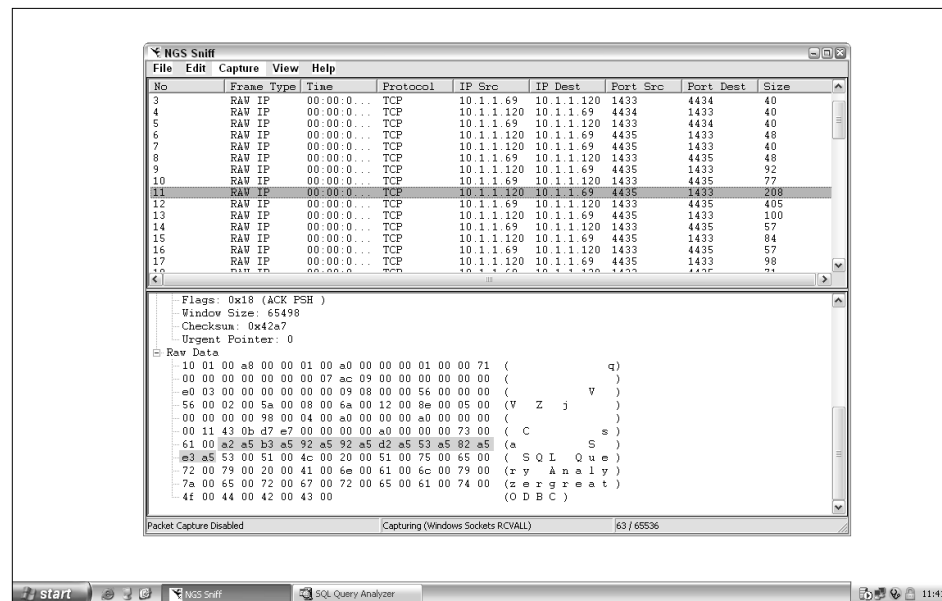 NGS Sniff
File Edit Capture View Help
No Frame Type Time Protocol IP Src IP Dest Port Src Port Dest Size
3 RAW IP 00:00:0... TCP 10.1.1.69 10.1.1.120 1433 4434 40
4 RAW IP 00:00:0... TCP 10.1.1.120 10.1.1.69 4434 1433 40
5 RAW IP 00:00:0... TCP 10.1.1.120 10.1.1.69 4434 1433 40
6 RAW IP 00:00:0... TCP 10.1.1.120 10.1.1.69 4435 1433 48
7 RAW IP 00:00:0... TCP 10.1.1.120 10.1.1.69 4435 1433 40
8 RAW IP 00:00:0... TCP 10.1.1.69 10.1.1.120 1433 4435 48
9 RAW IP 00:00:0... TCP 10.1.1.120 10.1.1.69 4435 1433 92
10 RAW IP 00:00:0... TCP 10.1.1.69 10.1.1.120 1433 4435 77
11 RAW IP 00:00:0... TCP 10.1.1.120 10.1.1.69 4435 1433 208
12 RAW IP 00:00:0... TCP 10.1.1.69 10.1.1.120 1433 4435 405
13 RAW IP 00:00:0... TCP 10.1.1.120 10.1.1.69 4435 1433 100
14 RAW IP 00:00:0... TCP 10.1.1.69 10.1.1.120 1433 4435 57
15 RAW IP 00:00:0... TCP 10.1.1.120 10.1.1.69 4435 1433 84
16 RAW IP 00:00:0... TCP 10.1.1.69 10.1.1.120 1433 4435 57
17 RAW IP 00:00:0... TCP 10.1.1.120 10.1.1.69 4435 1433 98
Flags: 0x18 (ACK PSH )
Window Size: 65498
Checksum: 0x42a7
Urgent Pointer: 0
Raw Data
10 01 00 a8 00 00 01 00 a0 00 00 00 01 00 00 71 ( q)
00 00 00 00 00 00 07 ac 09 00 00 00 00 00 00 ( )
e0 03 00 00 00 00 00 09 08 00 00 56 00 00 00 ( V )
56 00 02 00 5a 00 08 00 6a 00 12 00 8e 00 05 00 (V Z j )
00 00 00 00 98 00 04 00 a0 00 00 00 a0 00 00 00 ( )
00 11 43 0b d7 e7 00 00 00 00 a0 00 00 00 73 00 ( C s )
61 00 a2 a5 b3 a5 92 a5 92 a5 d2 a5 53 a5 82 a5 (a S )
e3 a5 53 00 51 00 4c 00 20 00 51 00 75 00 65 00 ( S Q L Q u e )
72 00 79 00 20 00 41 00 6e 00 61 00 6c 00 79 00 (r y A n a l y )
7a 00 65 00 72 00 67 00 72 00 65 00 61 00 74 00 (z e r g r e a t )
4f 00 44 00 42 00 43 00 (O D B C )
Packet Capture Disabled Capturing (Windows Sockets RCVALL) 63 / 65536
start NGS Sniff SQL Query Analyzer